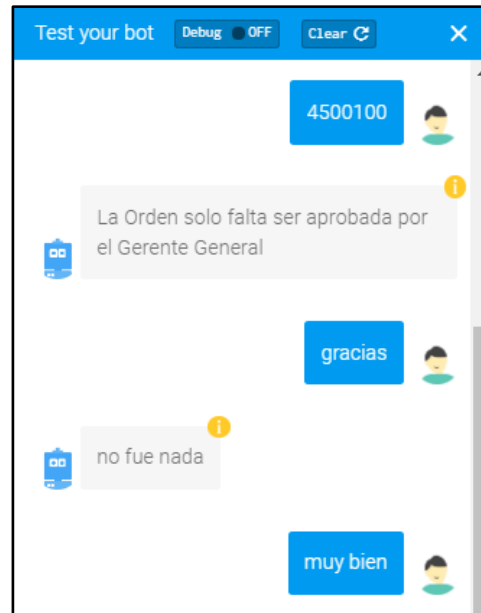 Test your bot Debug OFF Clear
4500100
La Orden solo falta ser aprobada por
el Gerente General
gracias
no fue nada
muy bien